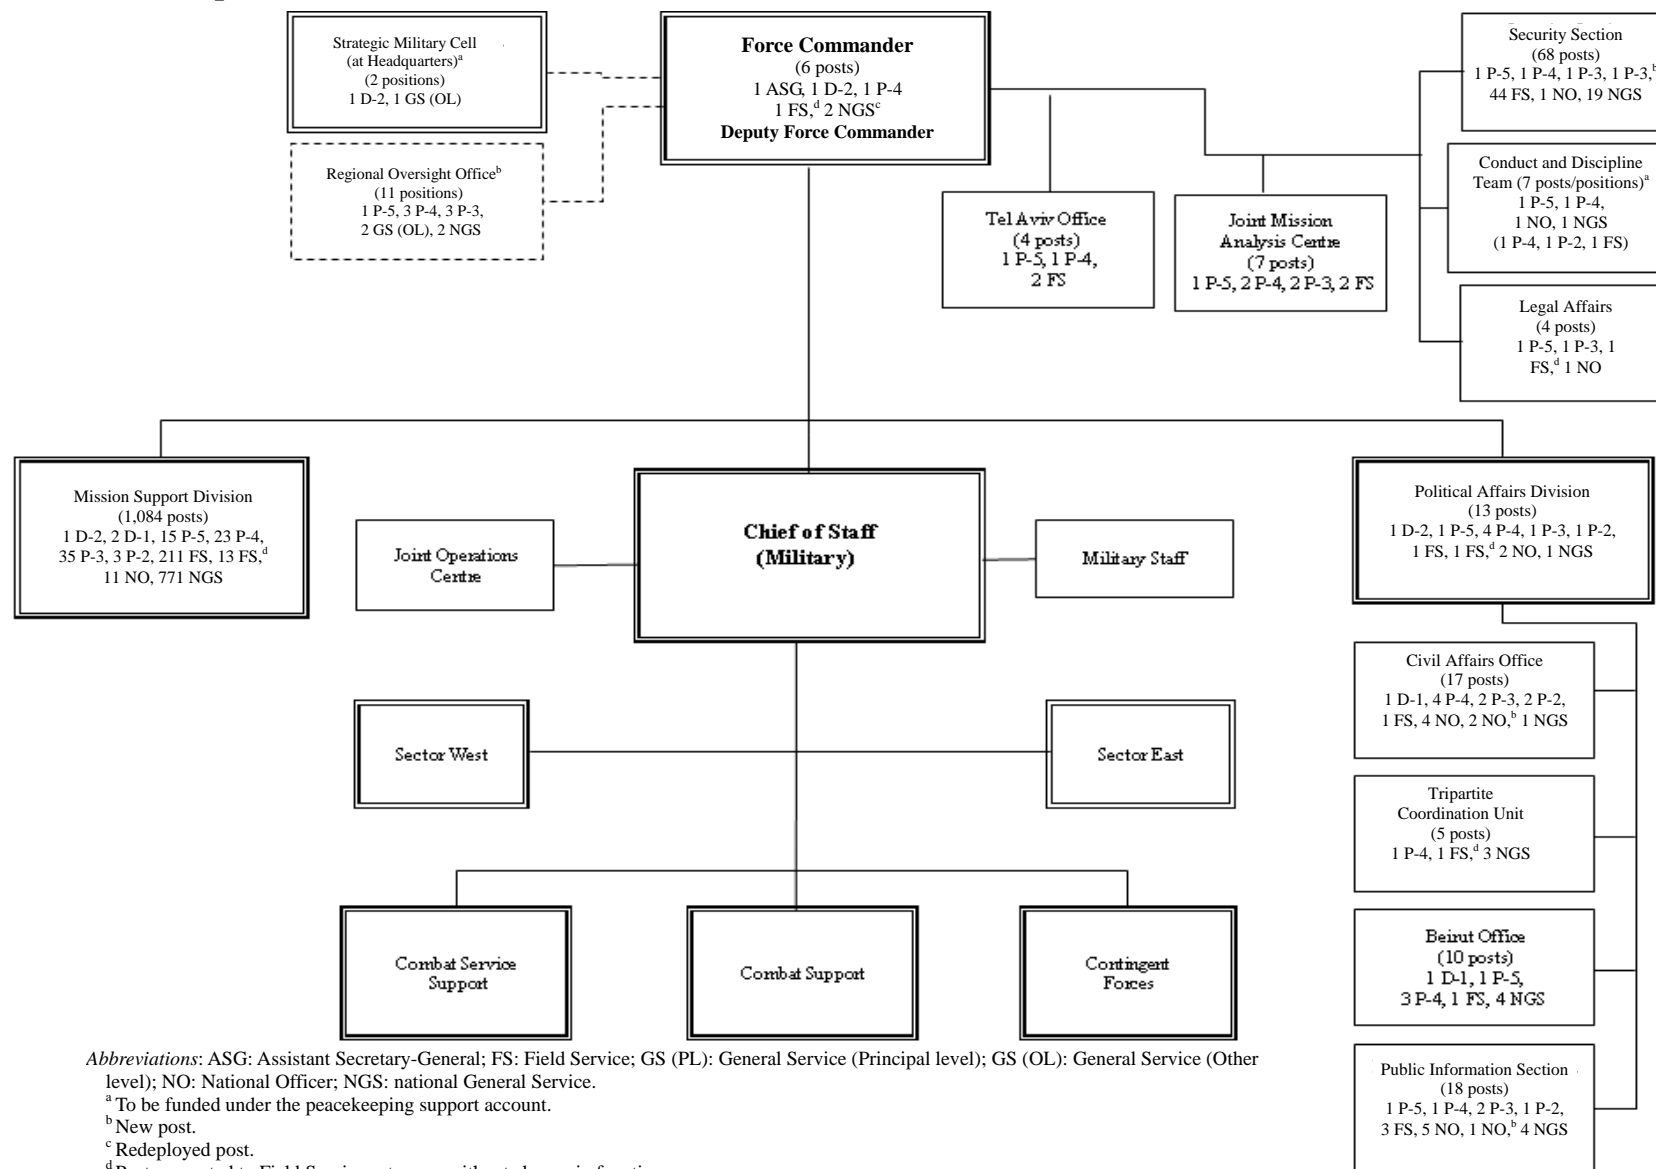 Strategic Military Cell
(at Headquarters)a
(2 positions)
1 D-2, 1 GS (OL)
Regional Oversight Officeb
(11 positions)
1 P-5, 3 P-4, 3 P-3,
2 GS (OL), 2 NGS
Force Commander
(6 posts)
1 ASG, 1 D-2, 1 P-4
1 FS,d 2 NGSc
Deputy Force Commander
Security Section
(68 posts)
1 P-5, 1 P-4, 1 P-3, 1 P-3,b
44 FS, 1 NO, 19 NGS
Conduct and Discipline
Team (7 posts/positions)a
1 P-5, 1 P-4,
1 NO, 1 NGS
(1 P-4, 1 P-2, 1 FS)
Legal Affairs
(4 posts)
1 P-5, 1 P-3, 1
FS,d 1 NO
Tel Aviv Office
(4 posts)
1 P-5, 1 P-4,
2 FS
Joint Mission
Analysis Centre
(7 posts)
1 P-5, 2 P-4, 2 P-3, 2 FS
Mission Support Division
(1,084 posts)
1 D-2, 2 D-1, 15 P-5, 23 P-4,
35 P-3, 3 P-2, 211 FS, 13 FS,d
11 NO, 771 NGS
Joint Operations
Centre
Chief of Staff
(Military)
Military Staff
Political Affairs Division
(13 posts)
1 D-2, 1 P-5, 4 P-4, 1 P-3, 1 P-2,
1 FS, 1 FS,d 2 NO, 1 NGS
Civil Affairs Office
(17 posts)
1 D-1, 4 P-4, 2 P-3, 2 P-2,
1 FS, 4 NO, 2 NO,b 1 NGS
Sector West
Sector East
Tripartite
Coordination Unit
(5 posts)
1 P-4, 1 FS,d 3 NGS
Combat Service
Support
Combat Support
Contingent
Forces
Beirut Office
(10 posts)
1 D-1, 1 P-5,
3 P-4, 1 FS, 4 NGS
Public Information Section
(18 posts)
1 P-5, 1 P-4, 2 P-3, 1 P-2,
3 FS, 5 NO, 1 NO,b 4 NGS
Abbreviations: ASG: Assistant Secretary-General; FS: Field Service; GS (PL): General Service (Principal level); GS (OL): General Service (Other
level); NO: National Officer; NGS: national General Service.
a To be funded under the peacekeeping support account.
b New post.
c Redeployed post.